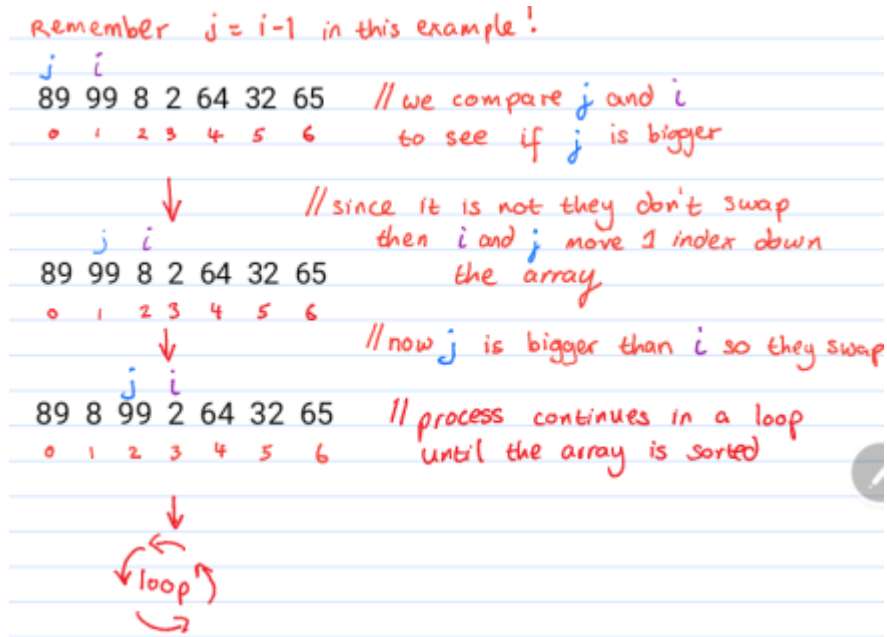 Remember j = i-1 in this example!
j i
89 99 8 2 64 32 65 // we compare j and i
0 1 2 3 4 5 6 to see if j is bigger
// since it is not they don't swap
j i then i and j move 1 index down
89 99 8 2 64 32 65 the array
0 1 2 3 4 5 6
// now j is bigger than i so they swap
j i
89 8 99 2 64 32 65 // process continues in a loop
0 1 2 3 4 5 6 until the array is sorted
loop